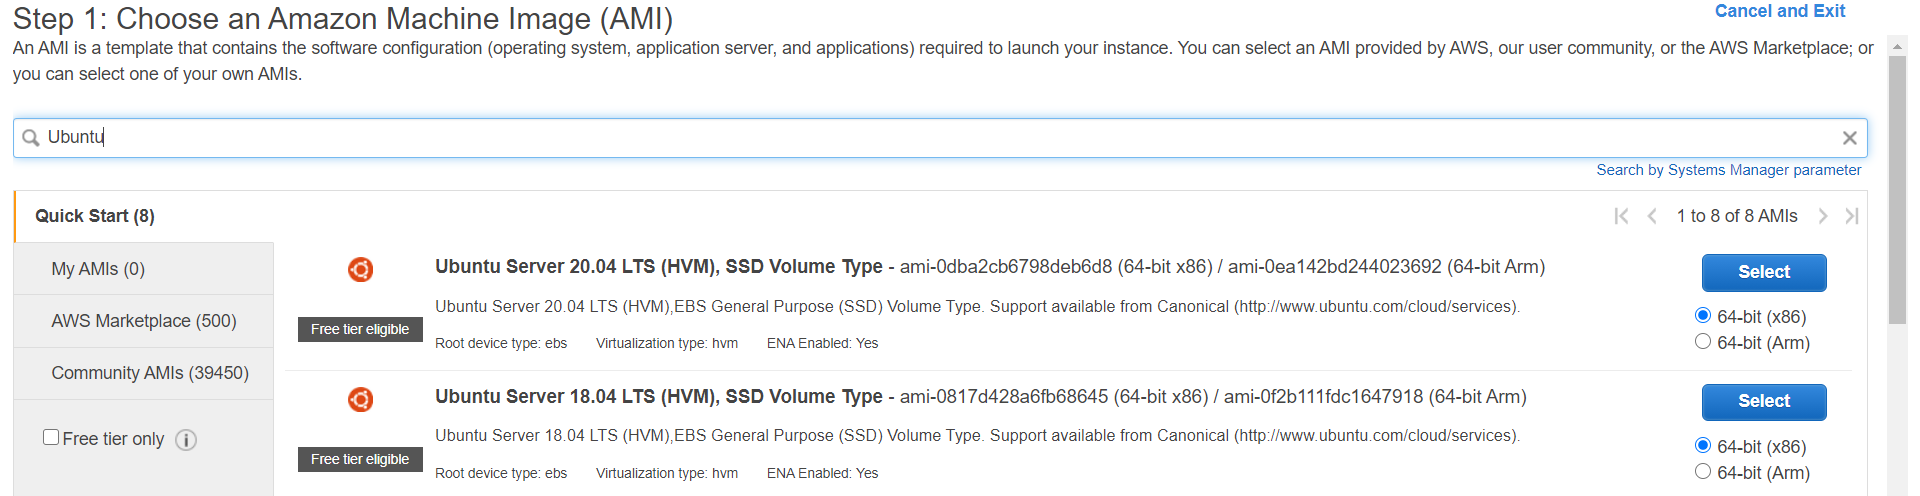 Step 1: Choose an Amazon Machine Image (AMI)
Cancel and Exit
An AMI is a template that contains the software configuration (operating system, application server, and applications) required to launch your instance. You can select an AMI provided by AWS, our user community, or the AWS Marketplace; or
you can select one of your own AMIs.
Ubuntu
Search by Systems Manager parameter
Quick Start (8)
1 to 8 of 8 AMIs
My AMIs (0)
AWS Marketplace (500)
Community AMIs (39450)
Free tier only
Ubuntu Server 20.04 LTS (HVM), SSD Volume Type - ami-0dba2cb6798deb6d8 (64-bit x86) / ami-0ea142bd244023692 (64-bit Arm)
Ubuntu Server 20.04 LTS (HVM),EBS General Purpose (SSD) Volume Type. Support available from Canonical (http://www.ubuntu.com/cloud/services).
Free tier eligible
Root device type: ebs Virtualization type: hvm ENA Enabled: Yes
Select
64-bit (x86)
64-bit (Arm)
Ubuntu Server 18.04 LTS (HVM), SSD Volume Type - ami-0817d428a6fb68645 (64-bit x86) / ami-0f2b111fdc1647918 (64-bit Arm)
Ubuntu Server 18.04 LTS (HVM),EBS General Purpose (SSD) Volume Type. Support available from Canonical (http://www.ubuntu.com/cloud/services).
Free tier eligible
Root device type: ebs Virtualization type: hvm ENA Enabled: Yes
Select
64-bit (x86)
64-bit (Arm)